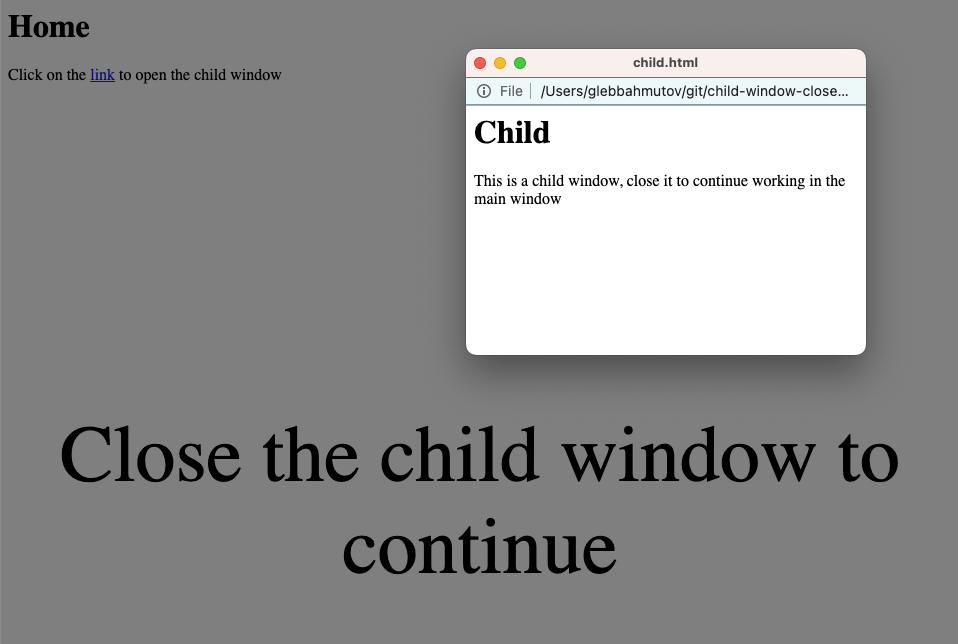 Home
Click on the link to open the child window
child.html
File /Users/glebbahmutov/git/child-window-close...
Child
This is a child window, close it to continue working in the
main window
Close the child window to
continue